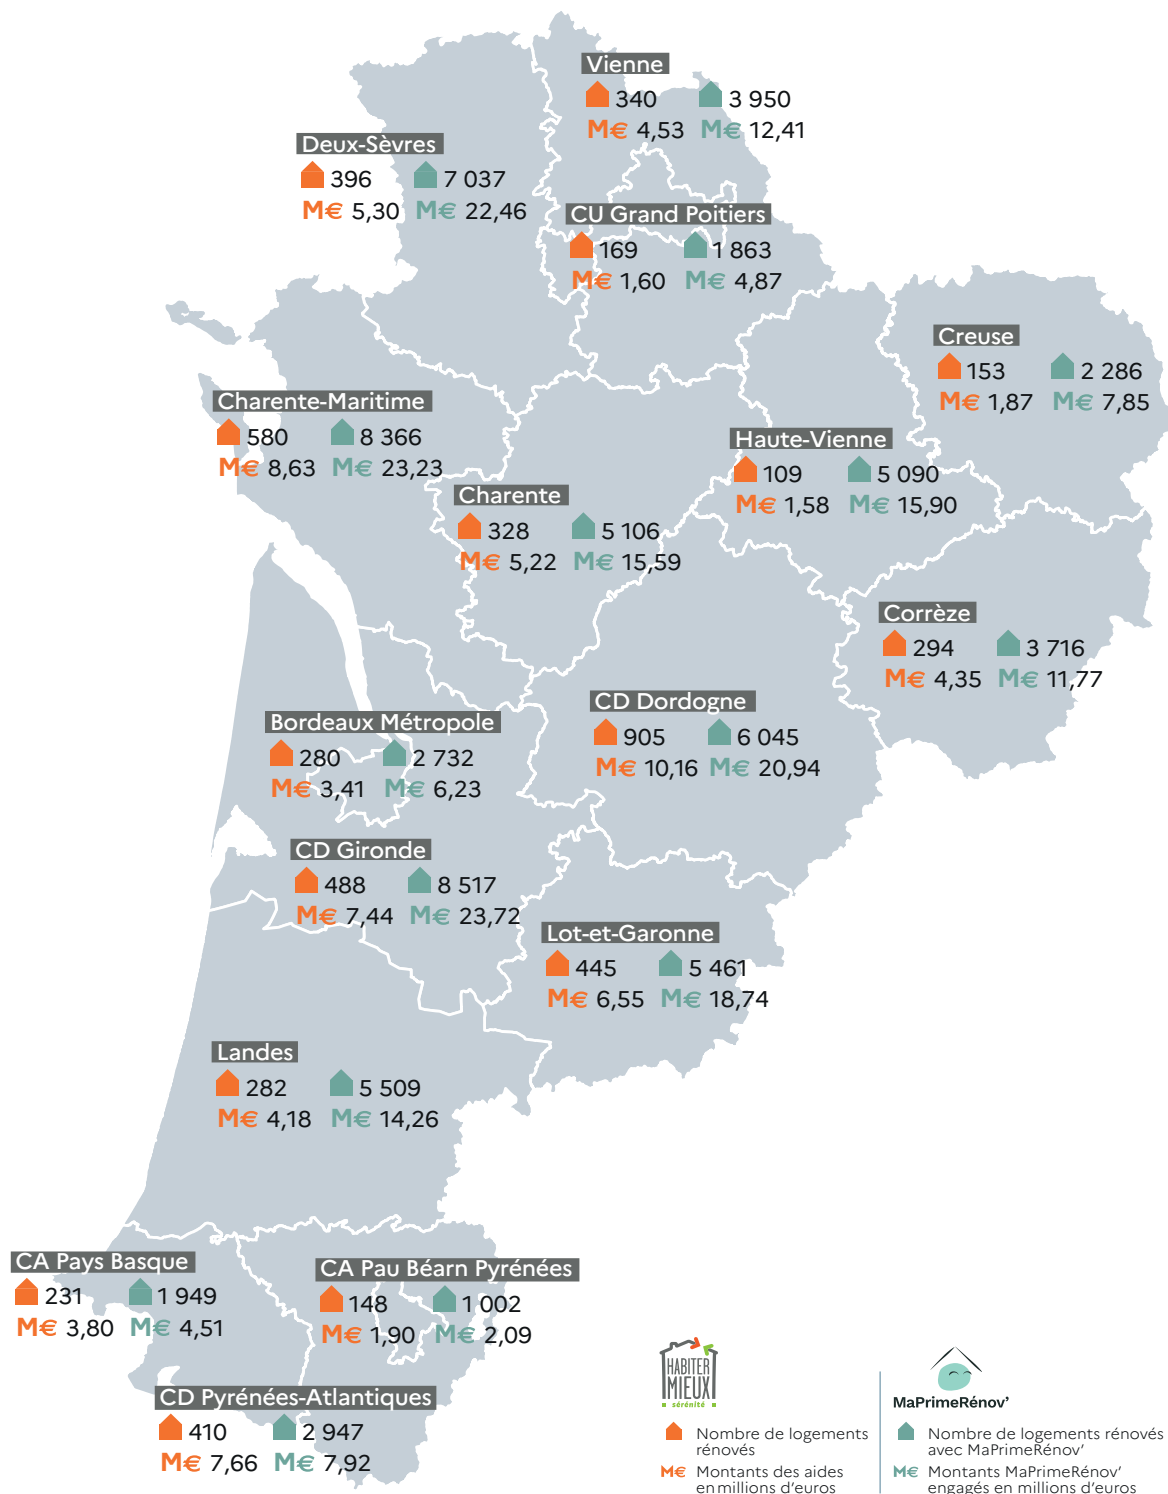 Vienne
340 3 950
M€ 4,53 M€ 12,41
Deux-Sèvres
396 7 037
M€ 5,30 M€ 22,46
CU Grand Poitiers
169 1 863
M€ 1,60 M€ 4,87
Creuse
153 2 286
M€ 1,87 M€ 7,85
Charente-Maritime
580 8 366
M€ 8,63 M€ 23,23
Haute-Vienne
109 5 090
M€ 1,58 M€ 15,90
Charente
328 5 106
M€ 5,22 M€ 15,59
Corrèze
294 3 716
M€ 4,35 M€ 11,77
CD Dordogne
905 6 045
M€ 10,16 M€ 20,94
Bordeaux Métropole
280 2 732
M€ 3,41 M€ 6,23
CD Gironde
488 8 517
M€ 7,44 M€ 23,72
Lot-et-Garonne
445 5 461
M€ 6,55 M€ 18,74
Landes
282 5 509
M€ 4,18 M€ 14,26
CA Pays Basque
231 1 949
M€ 3,80 M€ 4,51
CA Pau Béarn Pyrénées
148 1 002
M€ 1,90 M€ 2,09
CD Pyrénées-Atlantiques
410 2 947
M€ 7,66 M€ 7,92
HABITER
MIEUX
sérénité
Nombre de logements
rénovés
M€ Montants des aides
en millions d'euros
MaPrimeRénov'
Nombre de logements rénovés
avec MaPrimeRénov'
M€ Montants MaPrimeRénov'
engagés en millions d'euros